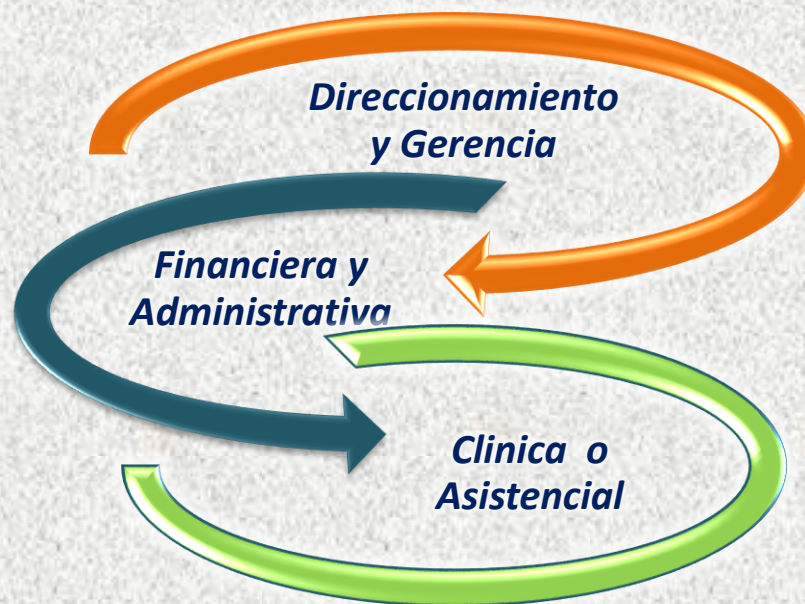 Direccionamiento
y Gerencia
Financiera y
Administrativa
Clinica o
Asistencial